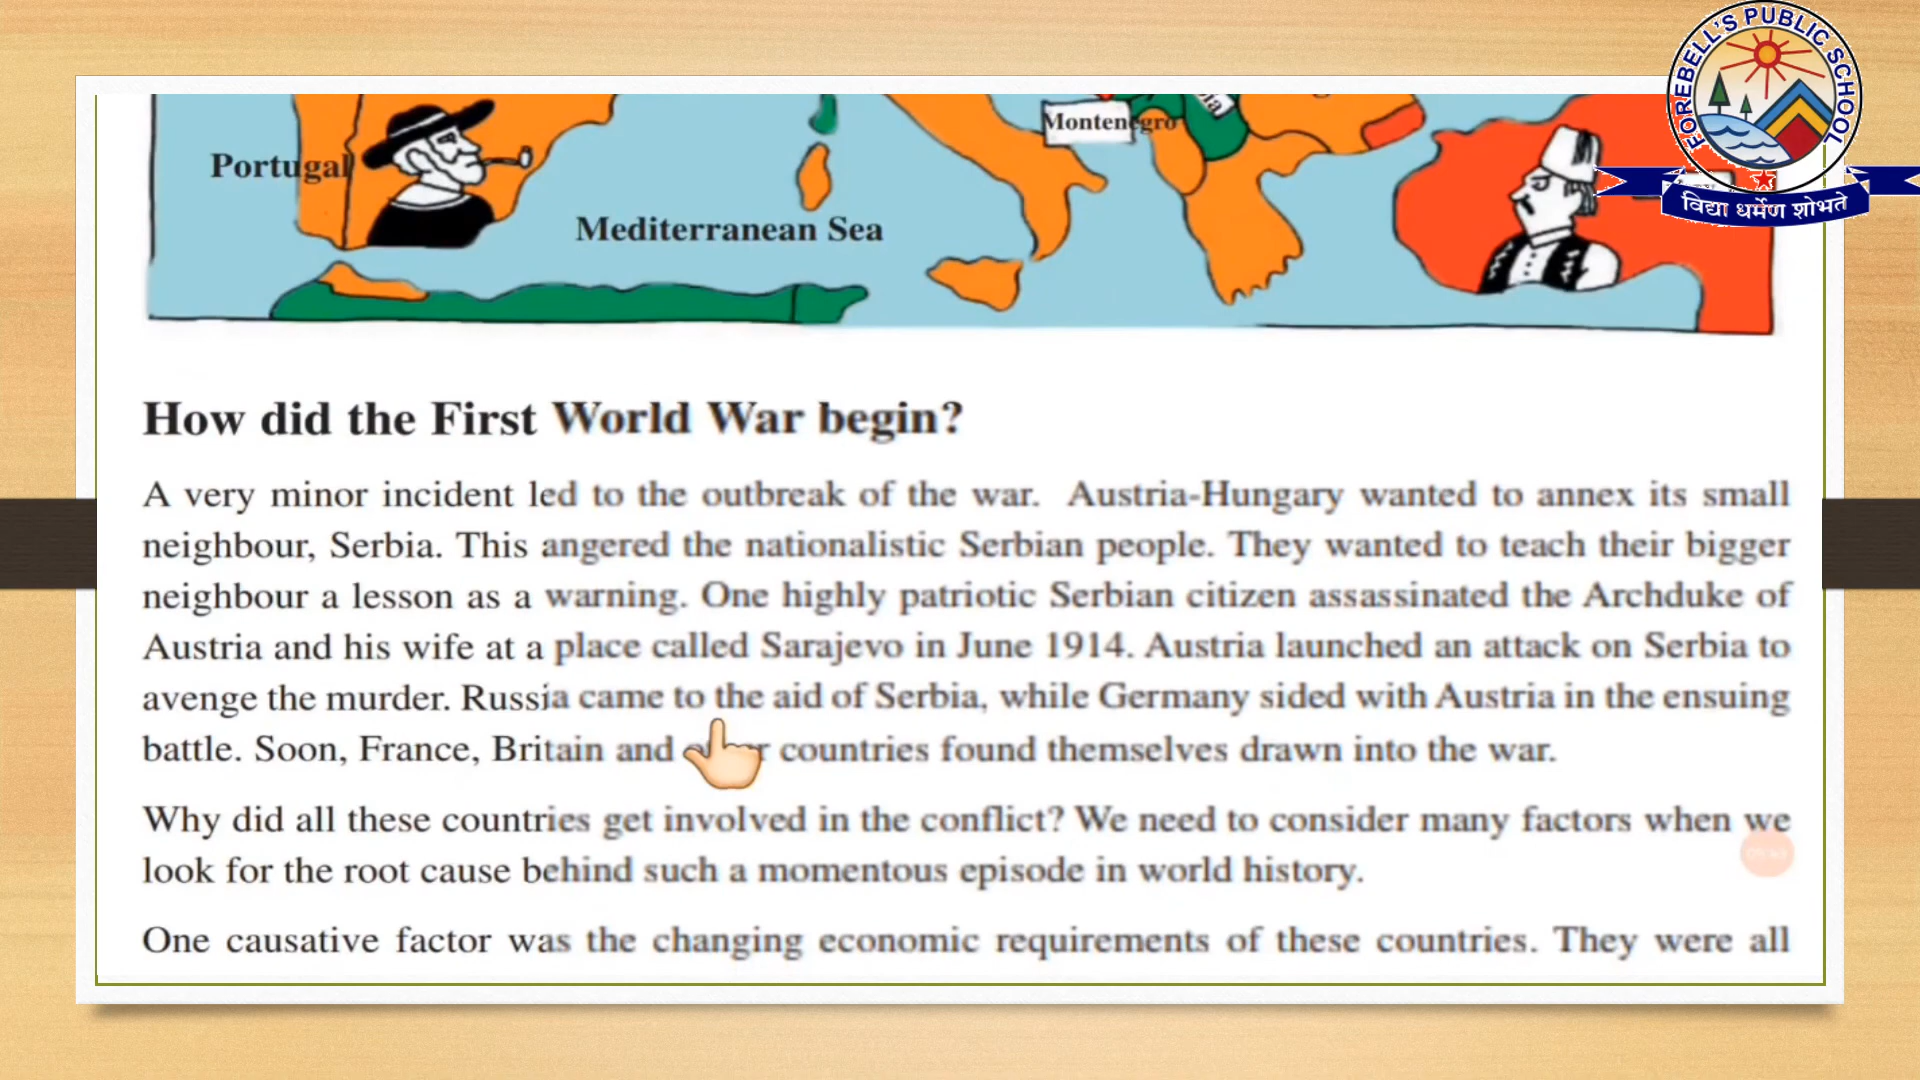 FOREBELL'S PUBLIC SCHOOL
विद्या धर्मेण शोभते
Montenegro
Portugal
Mediterranean Sea
How did the First World War begin?
A very minor incident led to the outbreak of the war. Austria-Hungary wanted to annex its small
neighbour, Serbia. This angered the nationalistic Serbian people. They wanted to teach their bigger
neighbour a lesson as a warning. One highly patriotic Serbian citizen assassinated the Archduke of
Austria and his wife at a place called Sarajevo in June 1914. Austria launched an attack on Serbia to
avenge the murder. Russia came to the aid of Serbia, while Germany sided with Austria in the ensuing
battle. Soon, France, Britain and countries found themselves drawn into the war.
Why did all these countries get involved in the conflict? We need to consider many factors when we
look for the root cause behind such a momentous episode in world history.
One causative factor was the changing economic requirements of these countries. They were all